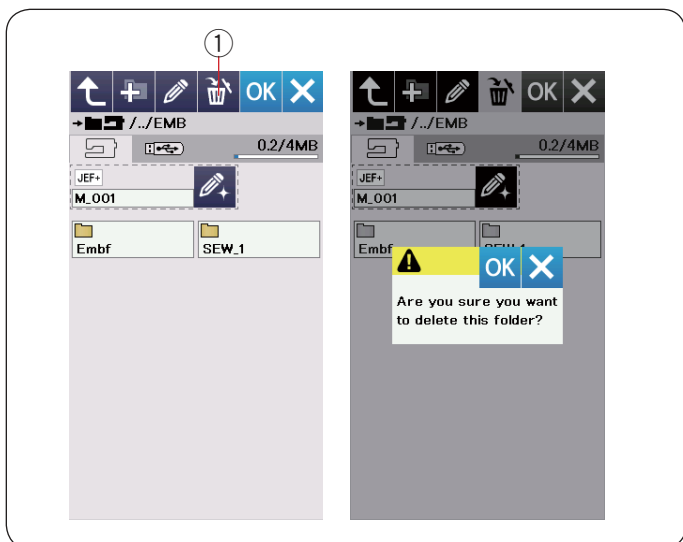 1
OK
/../EMB
0.2/4MB
JEF+
M_001
Embf
SEW_1
OK
/../EMB
0.2/4MB
JEF+
M_001
Embf
SEW_1
OK
Are you sure you want
to delete this folder?